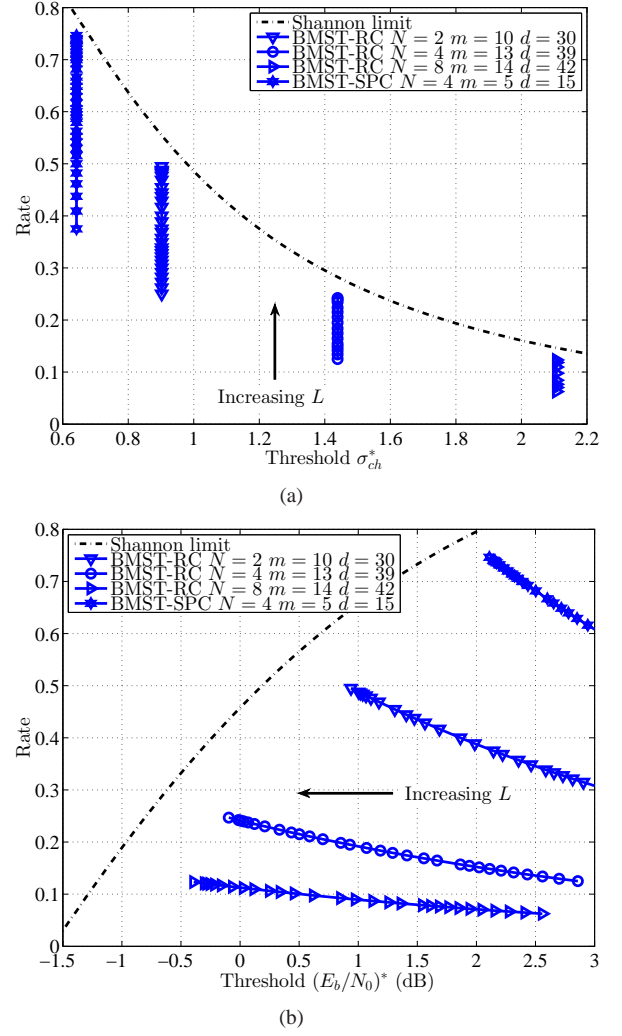 0.8
0.7
0.6
0.5
0.4
0.3
0.2
0.1
0
Rate
Shannon limit
BMST-RC N = 2 m = 10 d = 30
BMST-RC N = 4 m = 13 d = 39
BMST-RC N = 8 m = 14 d = 42
BMST-SPC N = 4 m = 5 d = 15
Increasing L
0.6 0.8 1 1.2 1.4 1.6 1.8 2 2.2
Threshold σ*ch
(a)
0.8
0.7
0.6
0.5
0.4
0.3
0.2
0.1
0
Rate
Shannon limit
BMST-RC N = 2 m = 10 d = 30
BMST-RC N = 4 m = 13 d = 39
BMST-RC N = 8 m = 14 d = 42
BMST-SPC N = 4 m = 5 d = 15
Increasing L
-1.5 -1 -0.5 0 0.5 1 1.5 2 2.5 3
Threshold (Eb/N0)* (dB)
(b)